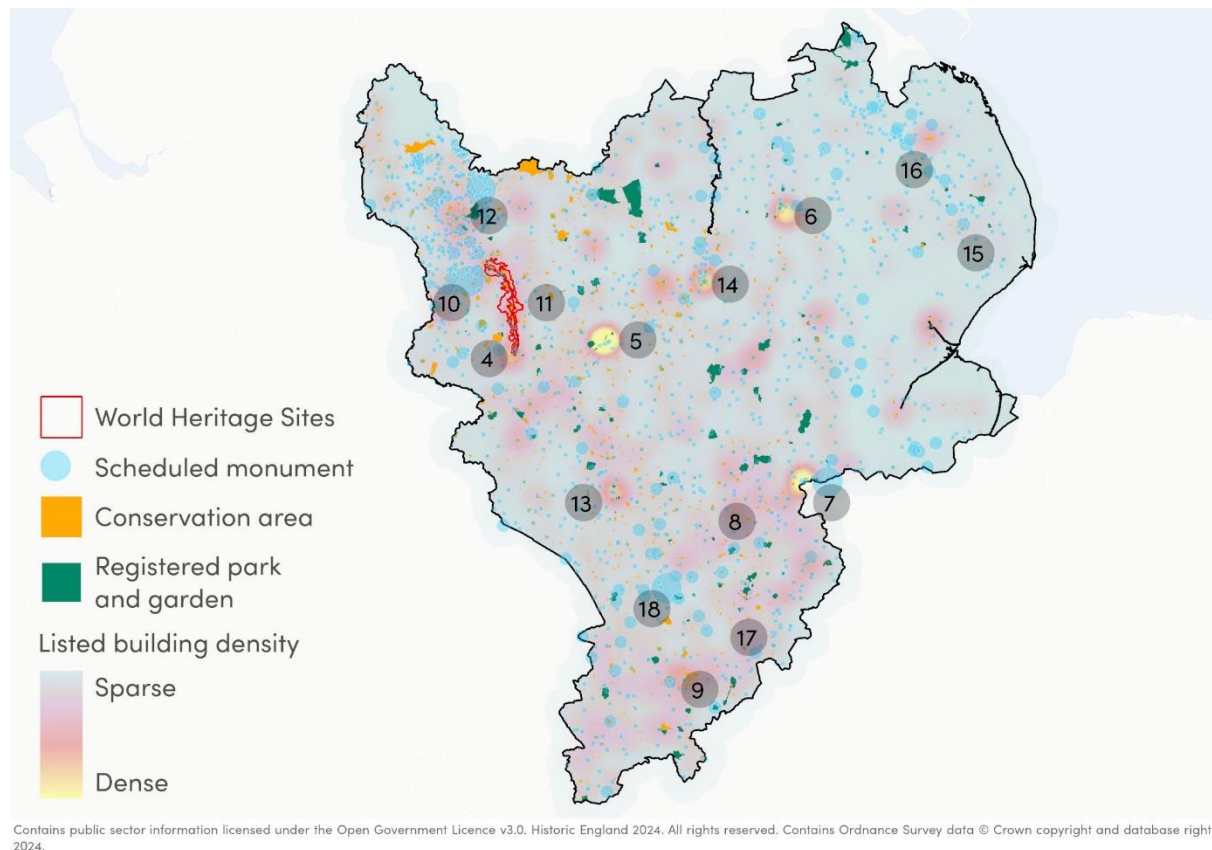 16
12
6
15
14
10
11
5
4
World Heritage Sites
Scheduled monument
Conservation area
Registered park
and garden
Listed building density
Sparse
Dense
13
7
8
18
17
9
Contains public sector information licensed under the Open Government Licence v3.0. Historic England 2024. All rights reserved. Contains Ordnance Survey data © Crown copyright and database right
2024.